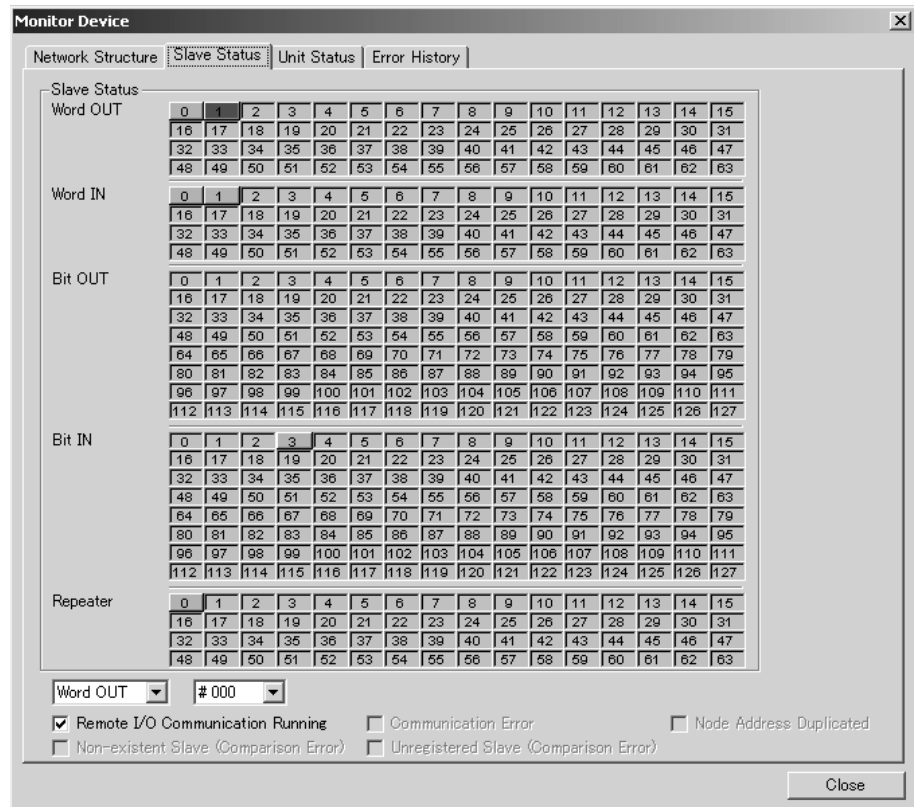 Monitor Device
Network Structure Slave Status Unit Status Error History
Slave Status
Word OUT 0 1 2 3 4 5 6 7 8 9 10 11 12 13 14 15
16 17 18 19 20 21 22 23 24 25 26 27 28 29 30 31
32 33 34 35 36 37 38 39 40 41 42 43 44 45 46 47
48 49 50 51 52 53 54 55 56 57 58 59 60 61 62 63
Word IN 0 1 2 3 4 5 6 7 8 9 10 11 12 13 14 15
16 17 18 19 20 21 22 23 24 25 26 27 28 29 30 31
32 33 34 35 36 37 38 39 40 41 42 43 44 45 46 47
48 49 50 51 52 53 54 55 56 57 58 59 60 61 62 63
Bit OUT 0 1 2 3 4 5 6 7 8 9 10 11 12 13 14 15
16 17 18 19 20 21 22 23 24 25 26 27 28 29 30 31
32 33 34 35 36 37 38 39 40 41 42 43 44 45 46 47
48 49 50 51 52 53 54 55 56 57 58 59 60 61 62 63
64 65 66 67 68 69 70 71 72 73 74 75 76 77 78 79
80 81 82 83 84 85 86 87 88 89 90 91 92 93 94 95
96 97 98 99 100 101 102 103 104 105 106 107 108 109 110 111
112 113 114 115 116 117 118 119 120 121 122 123 124 125 126 127
Bit IN 0 1 2 3 4 5 6 7 8 9 10 11 12 13 14 15
16 17 18 19 20 21 22 23 24 25 26 27 28 29 30 31
32 33 34 35 36 37 38 39 40 41 42 43 44 45 46 47
48 49 50 51 52 53 54 55 56 57 58 59 60 61 62 63
64 65 66 67 68 69 70 71 72 73 74 75 76 77 78 79
80 81 82 83 84 85 86 87 88 89 90 91 92 93 94 95
96 97 98 99 100 101 102 103 104 105 106 107 108 109 110 111
112 113 114 115 116 117 118 119 120 121 122 123 124 125 126 127
Repeater 0 1 2 3 4 5 6 7 8 9 10 11 12 13 14 15
16 17 18 19 20 21 22 23 24 25 26 27 28 29 30 31
32 33 34 35 36 37 38 39 40 41 42 43 44 45 46 47
48 49 50 51 52 53 54 55 56 57 58 59 60 61 62 63
Word OUT # 000
Remote I/O Communication Running Communication Error Node Address Duplicated
Non-existent Slave (Comparison Error) Unregistered Slave (Comparison Error)
Close